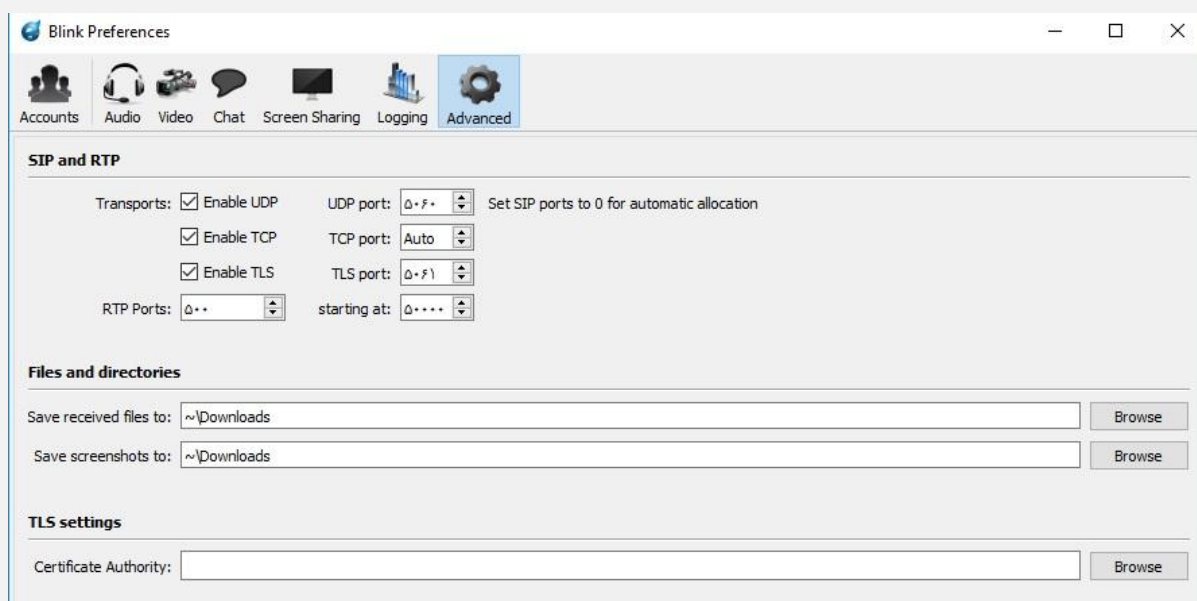 Blink Preferences
Accounts Audio Video Chat Screen Sharing Logging Advanced
SIP and RTP
Transports: Enable UDP UDP port: ۵۰۶۰ Set SIP ports to 0 for automatic allocation
Enable TCP TCP port: Auto
Enable TLS TLS port: ۵۰۶۱
RTP Ports: ۵۰۰ starting at: ۵۰۰۰۰
Files and directories
Save received files to: ~\Downloads Browse
Save screenshots to: ~\Downloads Browse
TLS settings
Certificate Authority: Browse